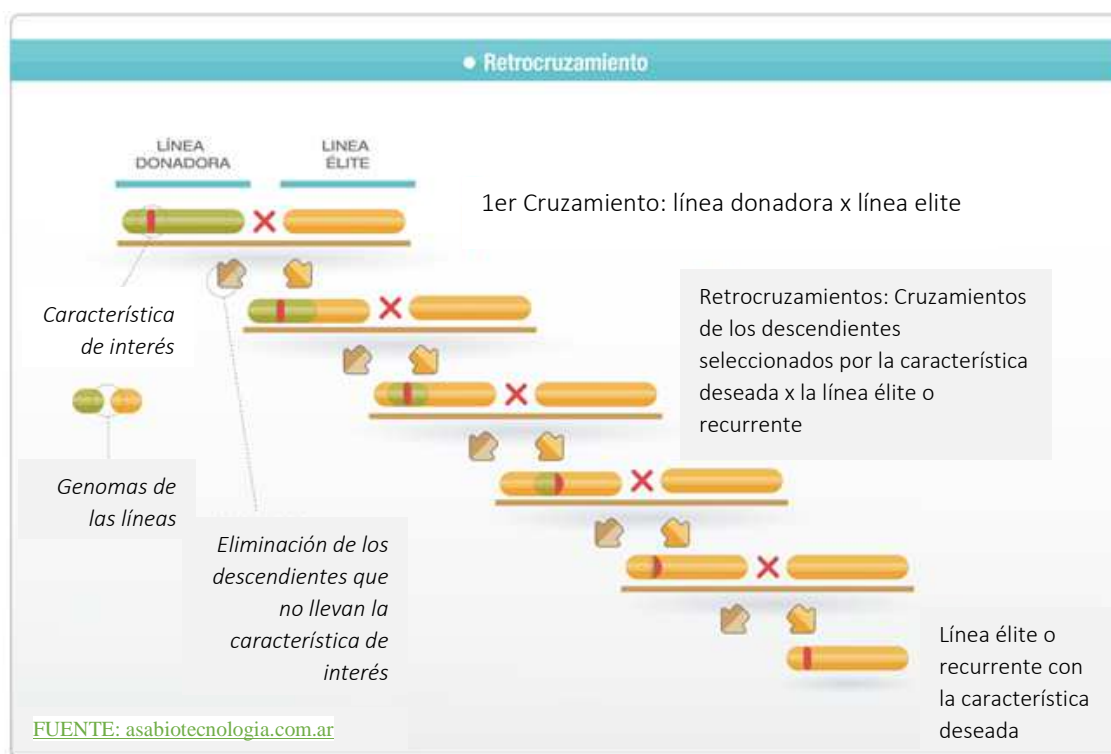 ● Retrocruzamiento
LÍNEA
DONADORA
LINEA
ÉLITE
1er Cruzamiento: línea donadora x línea elite
Característica
de interés
Retrocruzamientos: Cruzamientos
de los descendientes
seleccionados por la característica
deseada x la línea élite o
recurrente
Genomas de
las líneas
Eliminación de los
descendientes que
no llevan la
característica de
interés
Línea élite o
recurrente con
la característica
deseada
FUENTE: asabiotecnologia.com.ar